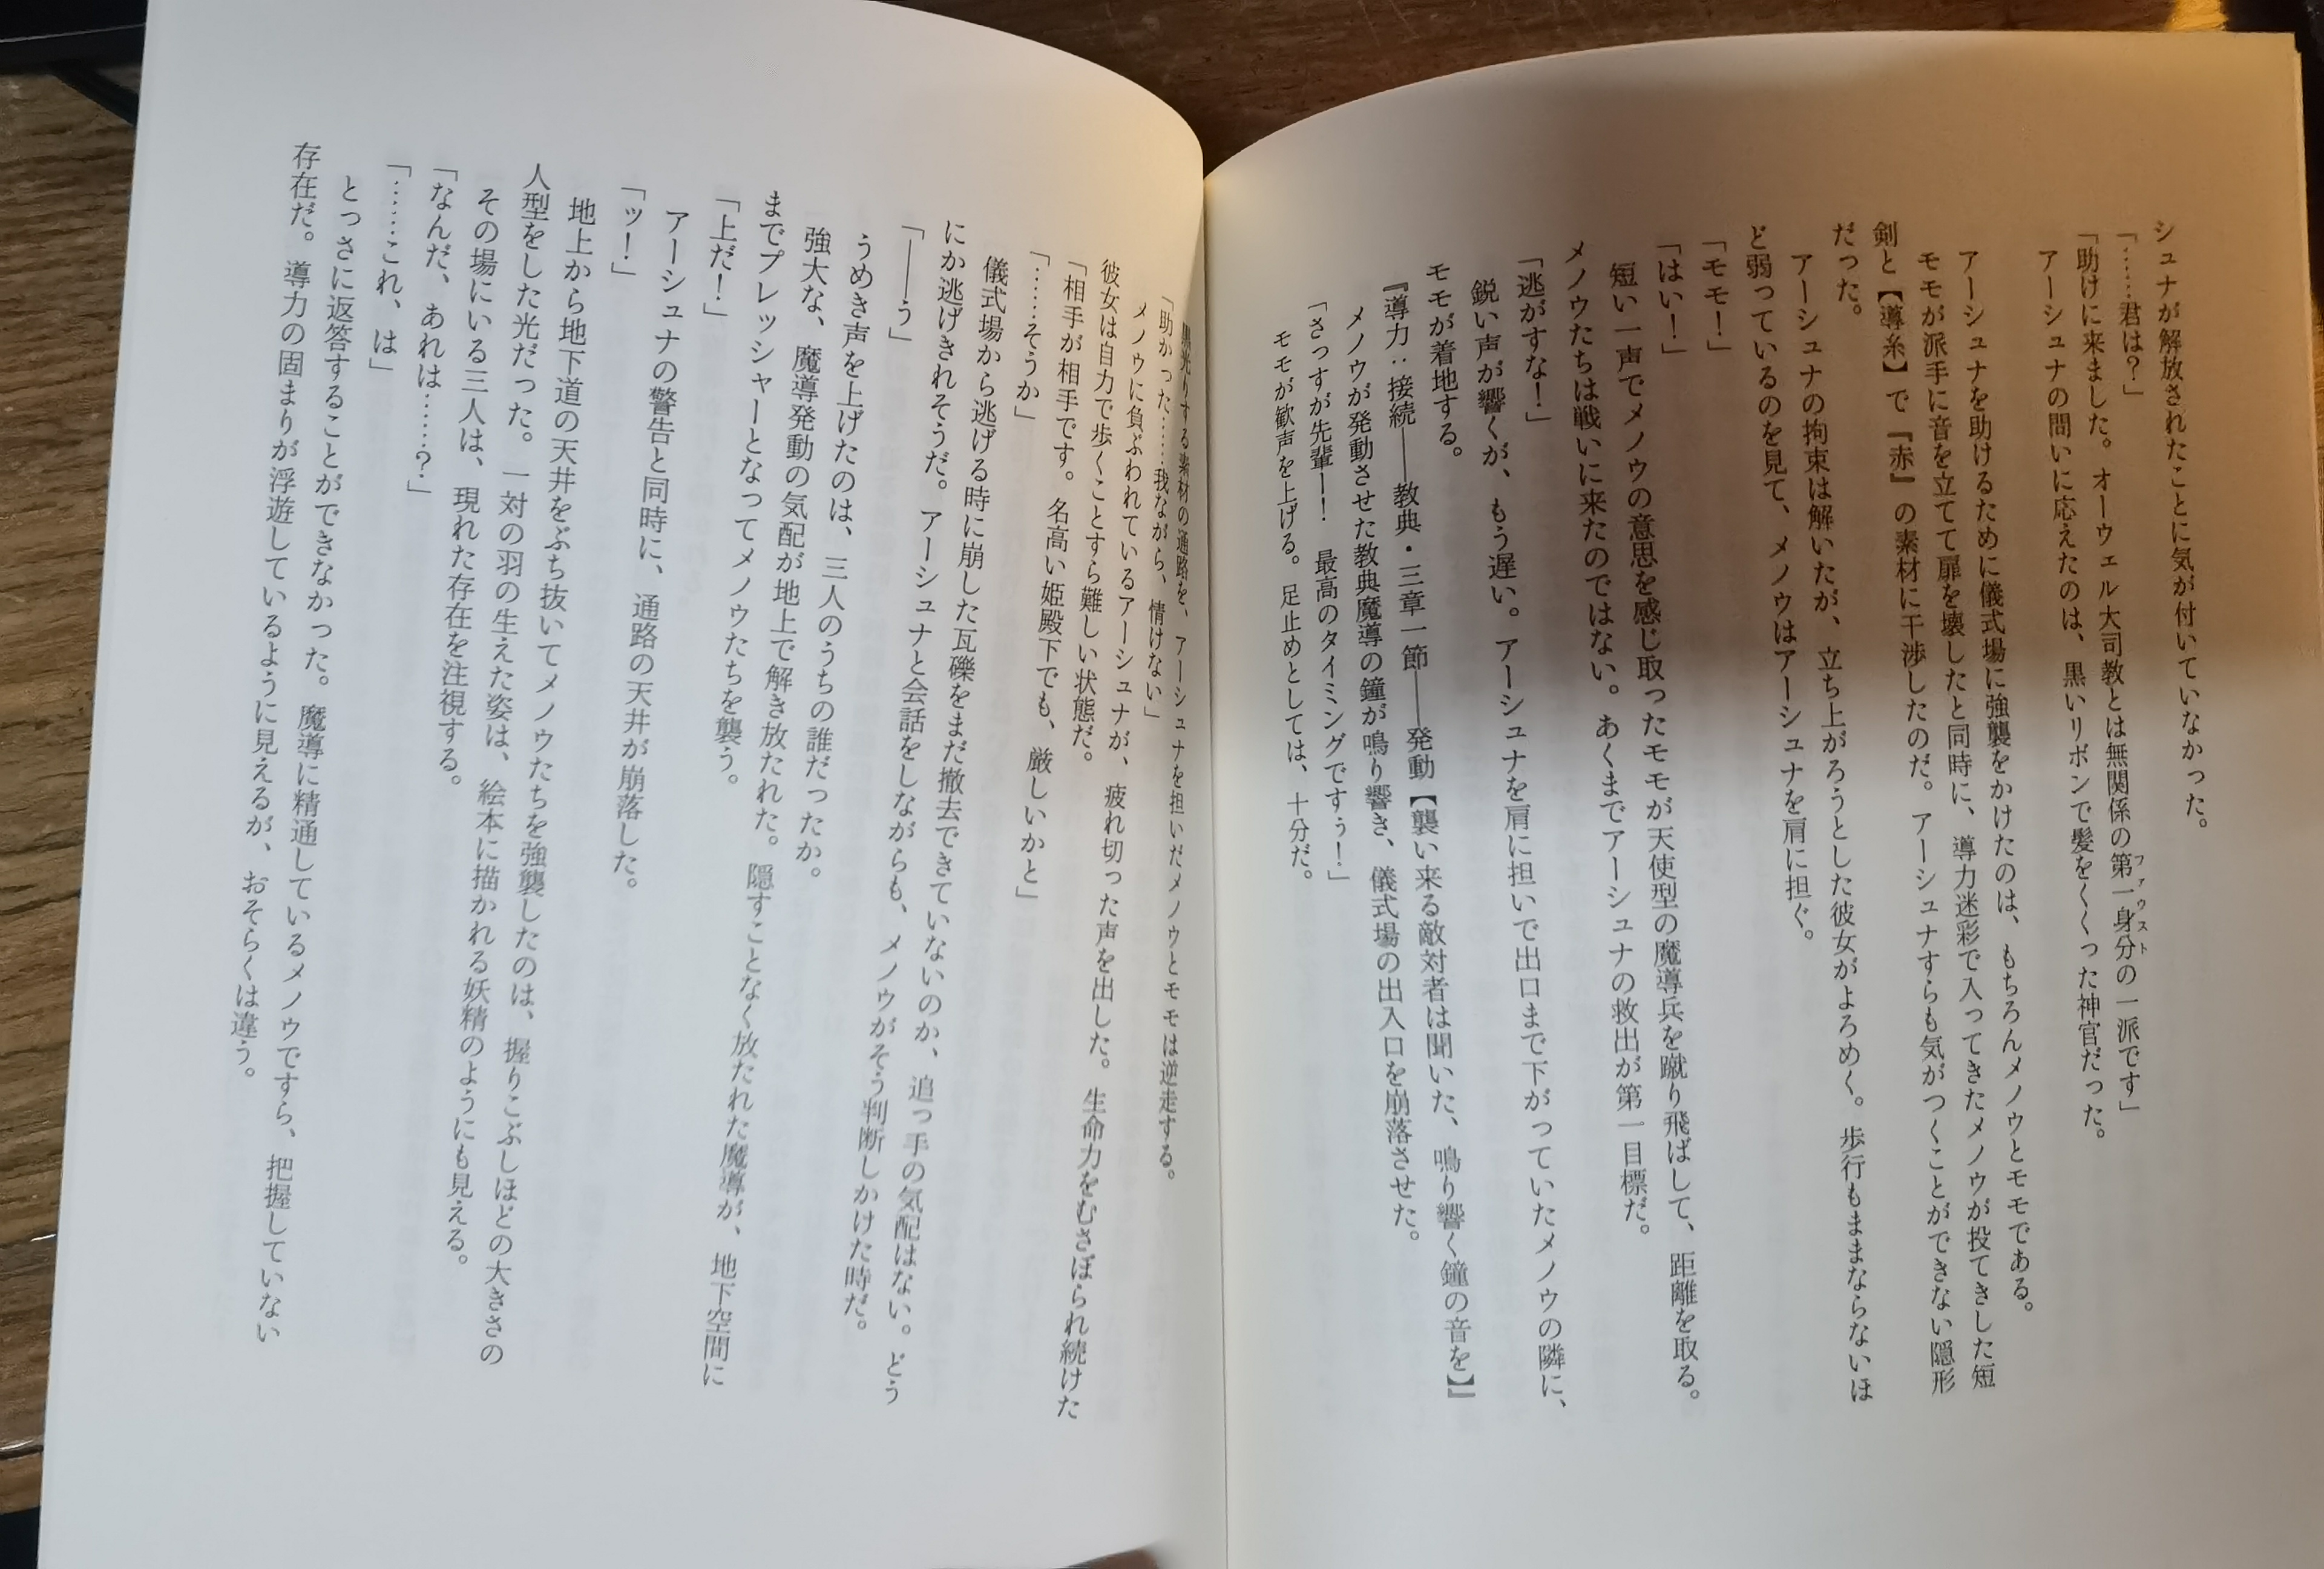 シュナが解放されたことに気が付いていなかった。
「……君は？」
「助けに来ました。オーウェル大司教とは無関係の第一身分の一派です」
ファウスト
アーシュナの問いに応えたのは、黒いリボンで髪をくくった神官だった。
アーシュナを助けるために儀式場に強襲をかけたのは、もちろんメノウとモモである。
モモが派手に音を立てて扉を壊したと同時に、導力迷彩で入ってきたメノウが投てきした短
剣と【導糸】で『赤』の素材に干渉したのだ。アーシュナすらも気がつくことができない隠形
だった。
アーシュナの拘束は解いたが、立ち上がろうとした彼女がよろめく。歩行もままならないほ
ど弱っているのを見て、メノウはアーシュナを肩に担ぐ。
「モモ！」
「はい！」
短い一声でメノウの意思を感じ取ったモモが天使型の魔導兵を蹴り飛ばして、距離を取る。
メノウたちは戦いに来たのではない。あくまでアーシュナの救出が第一目標だ。
「逃がすな！」
鋭い声が響くが、もう遅い。アーシュナを肩に担いで出口まで下がっていたメノウの隣に、
モモが着地する。
『導力：接続――教典・三章一節――発動【襲い来る敵対者は聞いた、鳴り響く鐘の音を】』
メノウが発動させた教典魔導の鐘が鳴り響き、儀式場の出入口を崩落させた。
「さっすが先輩ー！　最高のタイミングですぅ！」
モモが歓声を上げる。足止めとしては、十分だ。
黒光りする素材の通路を、アーシュナを担いだメノウとモモは逆走する。
「助かった……我ながら、情けない」
メノウに負ぶわれているアーシュナが、疲れ切った声を出した。生命力をむさぼられ続けた
彼女は自力で歩くことすら難しい状態だ。
「相手が相手です。名高い姫殿下でも、厳しいかと」
「……そうか」
儀式場から逃げる時に崩した瓦礫をまだ撤去できていないのか、追っ手の気配はない。どう
にか逃げきれそうだ。アーシュナと会話をしながらも、メノウがそう判断しかけた時だ。
「――う」
うめき声を上げたのは、三人のうちの誰だったか。
強大な、魔導発動の気配が地上で解き放たれた。隠すことなく放たれた魔導が、地下空間に
までプレッシャーとなってメノウたちを襲う。
「上だ！」
アーシュナの警告と同時に、通路の天井が崩落した。
「ッ！」
地上から地下道の天井をぶち抜いてメノウたちを強襲したのは、握りこぶしほどの大きさの
人型をした光だった。一対の羽の生えた姿は、絵本に描かれる妖精のようにも見える。
その場にいる三人は、現れた存在を注視する。
「なんだ、あれは……？」
「……これ、は」
とっさに返答することができなかった。魔導に精通しているメノウですら、把握していない
存在だ。導力の固まりが浮遊しているように見えるが、おそらくは違う。